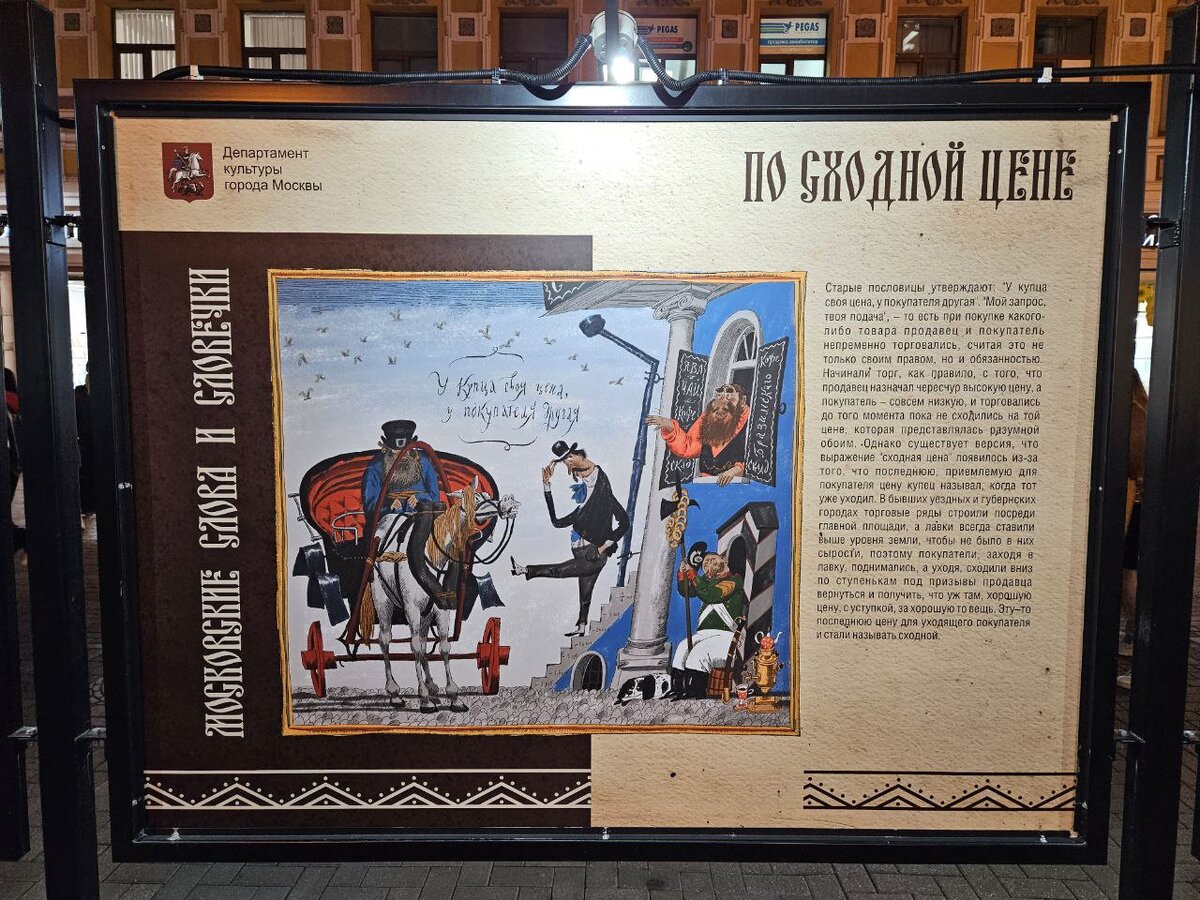 PEGAS
PEGAS
Департамент
культуры
города Москвы
ПО СХОДНОЙ ЦЕНЕ
МОСКОВСКИЕ СЛОВА И СЛОВЕЧКИ
У купца своя цена,
у покупателя другая
Бразильского Кофе
Старые пословицы утверждают: "У купца
своя цена, у покупателя другая". "Мой запрос,
твоя подача", – то есть при покупке какого-
либо товара продавец и покупатель
непременно торговались, считая это не
только своим правом, но и обязанностью.
Начинали торг, как правило, с того, что
продавец назначал чересчур высокую цену, а
покупатель – совсем низкую, и торговались
до того момента пока не сходились на той
цене, которая представлялась разумной
обоим. Однако существует версия, что
выражение "сходная цена" появилось из-за
того, что последнюю, приемлемую для
покупателя цену купец называл, когда тот
уже уходил. В бывших уездных и губернских
городах торговые ряды строили посреди
главной площади, а лавки всегда ставили
выше уровня земли, чтобы не было в них
сырости, поэтому покупатели, заходя в
лавку, поднимались, а уходя, сходили вниз
по ступенькам под призывы продавца
вернуться и получить, что уж там, хорошую
цену, с уступкой, за хорошую то вещь. Эту–то
последнюю цену для уходящего покупателя
и стали называть сходной.